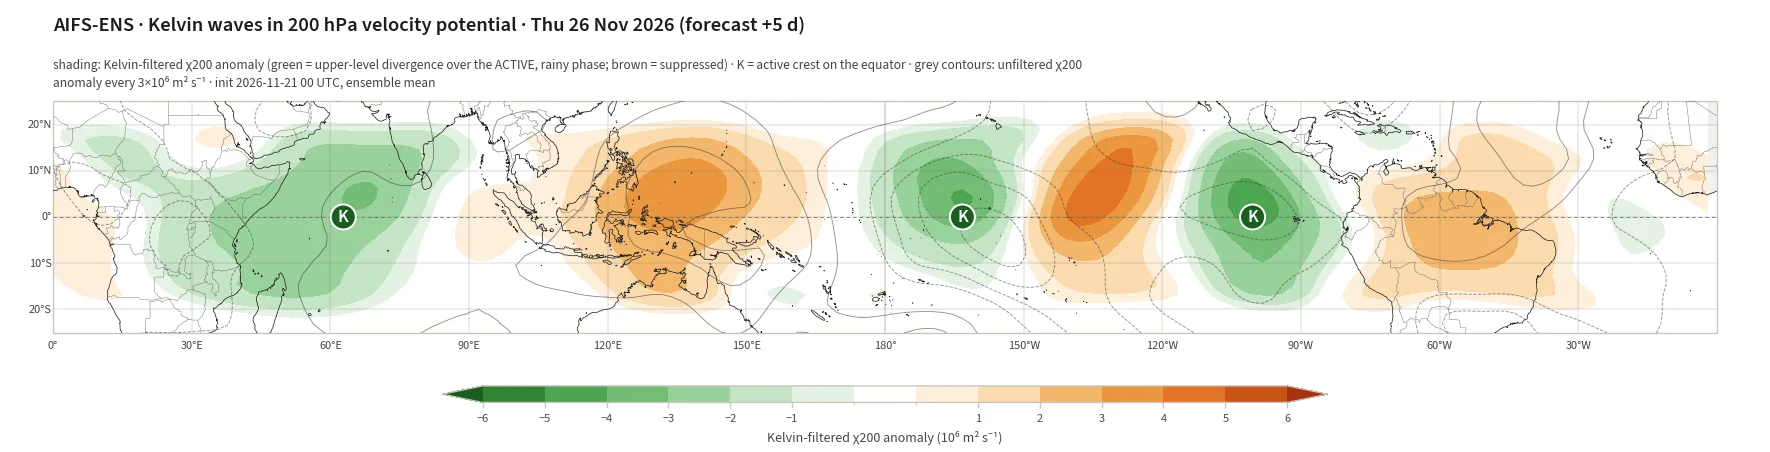 AIFS-ENS · Kelvin waves in 200 hPa velocity potential · Thu 26 Nov 2026 (forecast +5 d)
shading: Kelvin-filtered χ200 anomaly (green = upper-level divergence over the ACTIVE, rainy phase; brown = suppressed) · K = active crest on the equator · grey contours: unfiltered χ200
anomaly every 3×10⁶ m² s⁻¹ · init 2026-11-21 00 UTC, ensemble mean
20°N
10°N
0°
10°S
20°S
K K K
0° 30°E 60°E 90°E 120°E 150°E 180° 150°W 120°W 90°W 60°W 30°W
−6 −5 −4 −3 −2 −1 1 2 3 4 5 6
Kelvin-filtered χ200 anomaly (10⁶ m² s⁻¹)